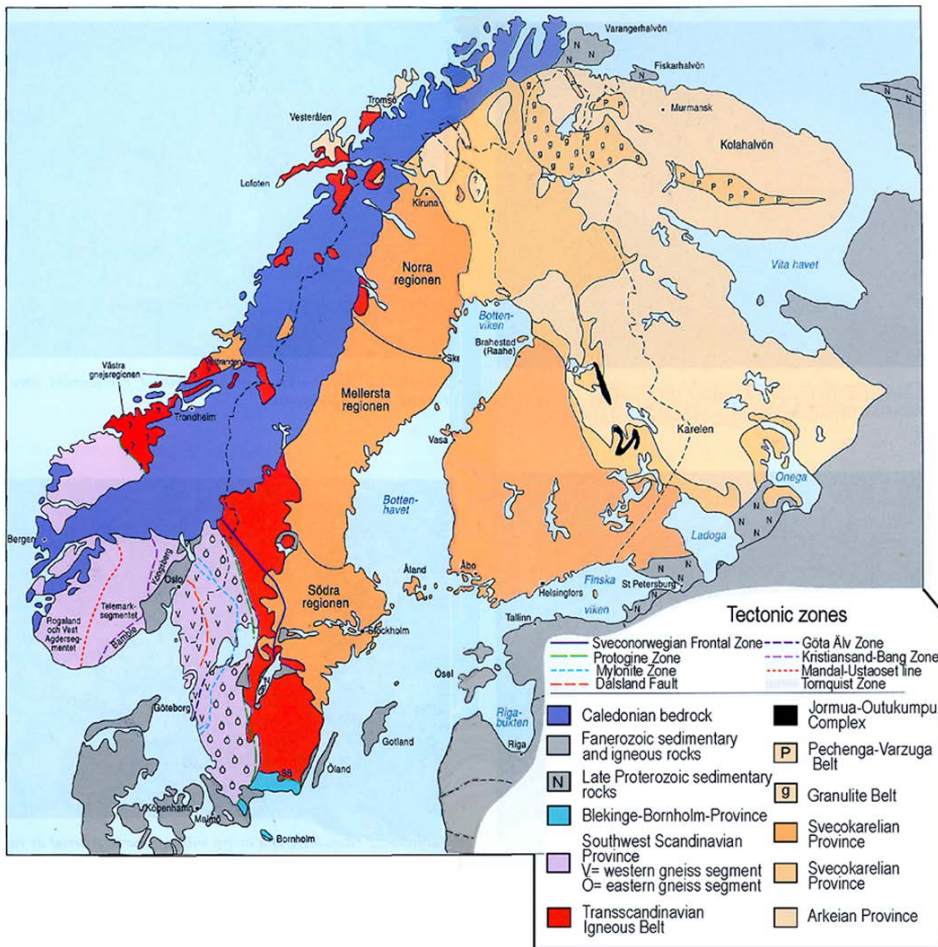 Varangerhalvön
N
N
Fiskarhalvön
N
N
N
Tromsö
Murmansk
Vesterålen
Kolahalvön
Lofoten
Kiruna
Norra
regionen
Vita havet
Botten-
viken
Brahestad
(Raahe)
Västra
gnejsregionen
Mellersta
regionen
Trondheim
Vasa
Karelen
Onega
Botten-
havet
Ladoga
Bergen
Oslo
Kongsberg
Åland
Åbo
Helsingfors
Finska
viken
St Petersburg
Södra
regionen
Telemark-
segmentet
Bamble
Rogaland
och Vest
Agderseg-
mentet
Stockholm
Tallinn
Ösel
Göteborg
Gotland
Riga-
bukten
Riga
Öland
SB
Köpenhamn
Malmö
Bornholm
Tectonic zones
Sveconorwegian Frontal Zone
Protogine Zone
Mylonite Zone
Dalsland Fault
Göta Älv Zone
Kristiansand-Bang Zone
Mandal-Ustaoset line
Tornquist Zone
Caledonian bedrock
Fanerozoic sedimentary
and igneous rocks
N
Late Proterozoic sedimentary
rocks
Blekinge-Bornholm-Province
Southwest Scandinavian
Province
V= western gneiss segment
O= eastern gneiss segment
Transscandinavian
Igneous Belt
Jormua-Outukumpu
Complex
P
Pechenga-Varzuga
Belt
g
Granulite Belt
Svecokarelian
Province
Svecokarelian
Province
Arkeian Province